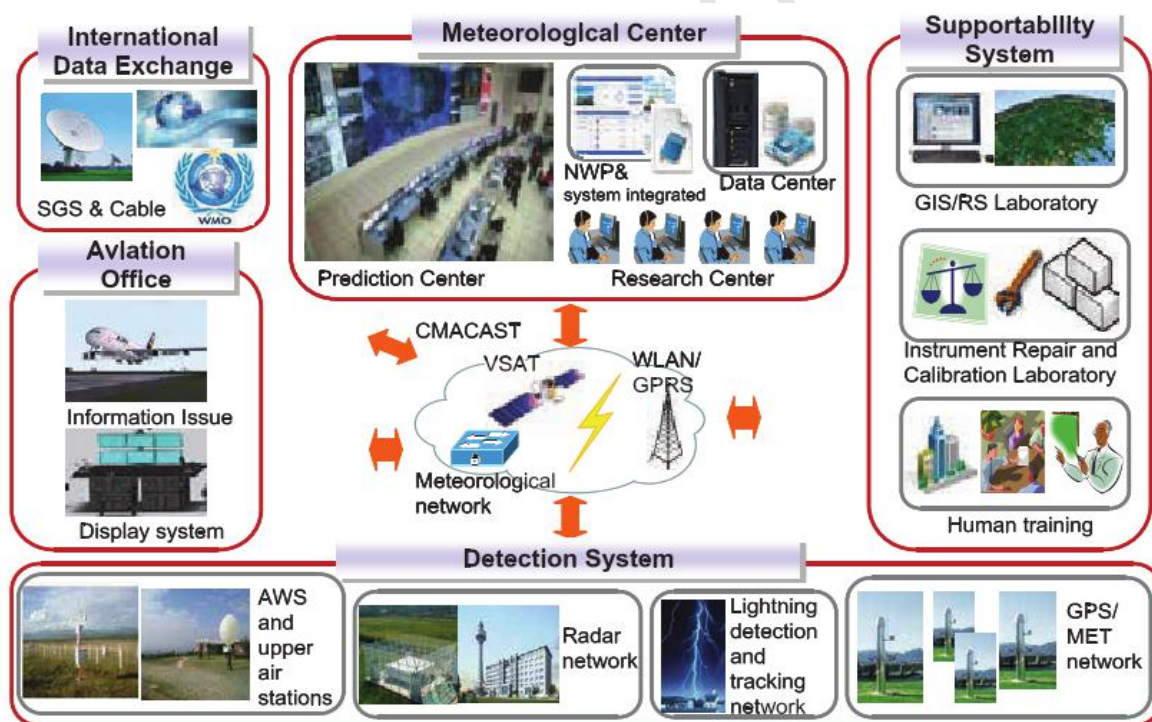 International
Data Exchange
SGS & Cable
WMO
Aviation
Office
Information Issue
Display system
Meteorological Center
Prediction Center
NWP&
system integrated
Data Center
Research Center
Supportability
System
GIS/RS Laboratory
Instrument Repair and
Calibration Laboratory
Human training
CMACAST
VSAT
WLAN/
GPRS
Meteorological
network
Detection System
AWS
and
upper
air
stations
Radar
network
Lightning
detection
and
tracking
network
GPS/
MET
network